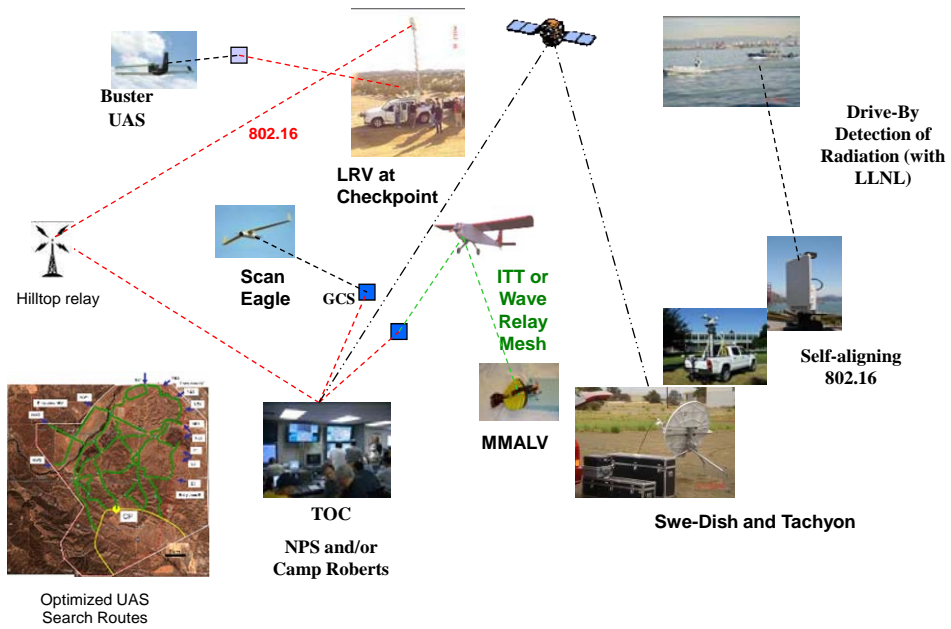 Buster
UAS
802.16
LRV at
Checkpoint
Drive-By
Detection of
Radiation (with
LLNL)
Hilltop relay
Scan
Eagle
GCS
ITT or
Wave
Relay
Mesh
Self-aligning
802.16
MMALV
TOC
NPS and/or
Camp Roberts
Swe-Dish and Tachyon
Optimized UAS
Search Routes